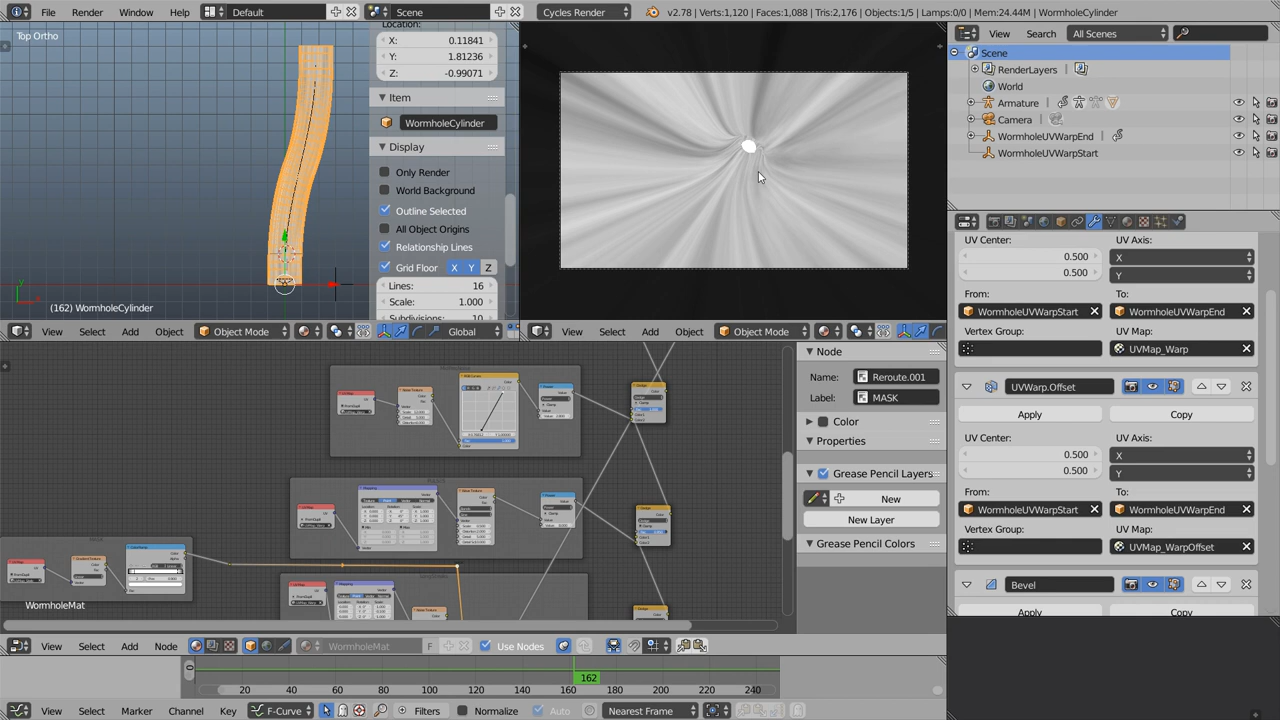 File Render Window Help Default Scene Cycles Render v2.78 | Verts:1,120 | Faces:1,088 | Tris:2,176 | Objects:1/5 | Lamps:0/0 | Mem:24.44M | WormholeCylinder
Top Ortho
(162) WormholeCylinder
View Select Add Object Object Mode Global
Location:
X: 0.11841
Y: 1.81236
Z: -0.99071
Item
WormholeCylinder
Display
Only Render
World Background
Outline Selected
All Object Origins
Relationship Lines
Grid Floor X Y Z
Lines: 16
Scale: 1.000
Subdivisions: 10
View Select Add Object Object Mode
View Search All Scenes
Scene
RenderLayers
World
Armature
Camera
WormholeUVWarpEnd
WormholeUVWarpStart
UV Center: UV Axis:
0.500 X
0.500 Y
From: To:
WormholeUVWarpStart WormholeUVWarpEnd
Vertex Group: UV Map:
UVMap_Warp
UVWarp.Offset
Apply Copy
UV Center: UV Axis:
0.500 X
0.500 Y
From: To:
WormholeUVWarpStart WormholeUVWarpEnd
Vertex Group: UV Map:
UVMap_WarpOffset
Bevel
Apply Copy
WormholeMat
Node
Name: Reroute.001
Label: MASK
Color
Properties
Grease Pencil Layers
New
New Layer
Grease Pencil Colors
View Select Add Node WormholeMat F Use Nodes
0
162
20 40 60 80 100 120 140 160 180 200 220 240
View Select Marker Channel Key F-Curve Filters Normalize Auto Nearest Frame